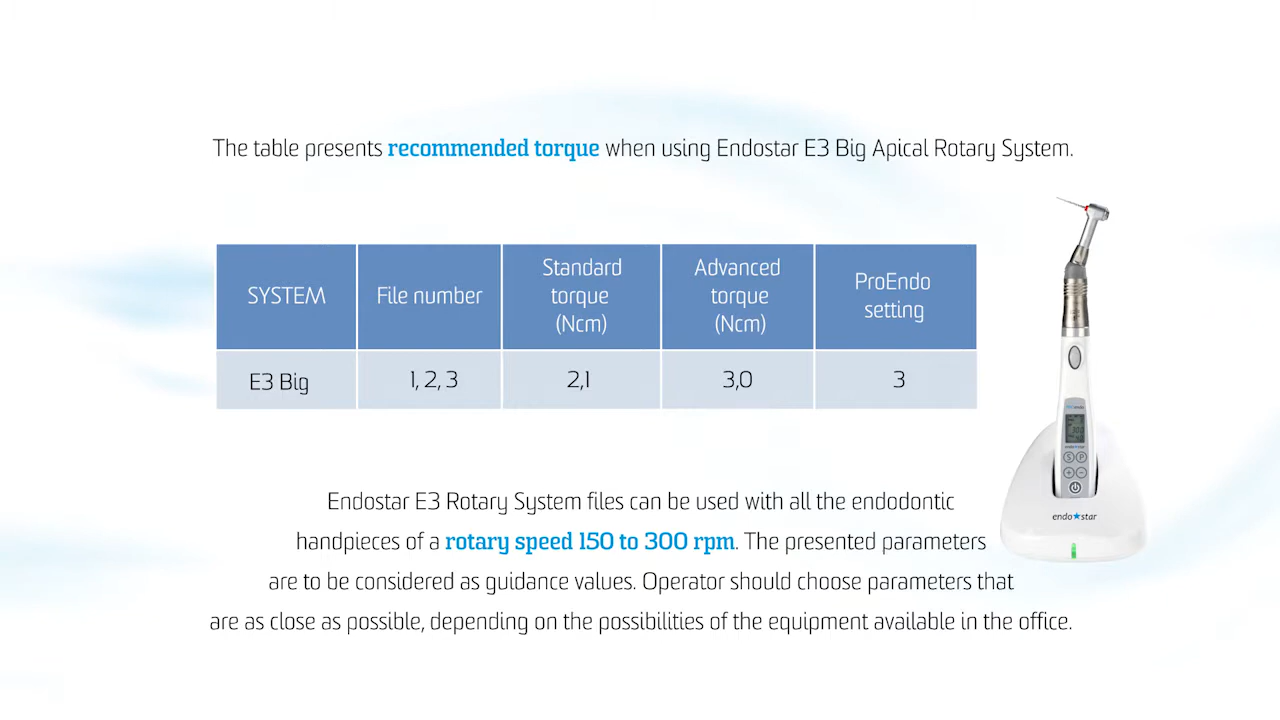 The table presents recommended torque when using Endostar E3 Big Apical Rotary System.
SYSTEM File number Standard torque (Ncm) Advanced torque (Ncm) ProEndo setting
E3 Big 1, 2, 3 2,1 3,0 3
Endostar E3 Rotary System files can be used with all the endodontic
handpieces of a rotary speed 150 to 300 rpm. The presented parameters
are to be considered as guidance values. Operator should choose parameters that
are as close as possible, depending on the possibilities of the equipment available in the office.
S P
+ −
endo star